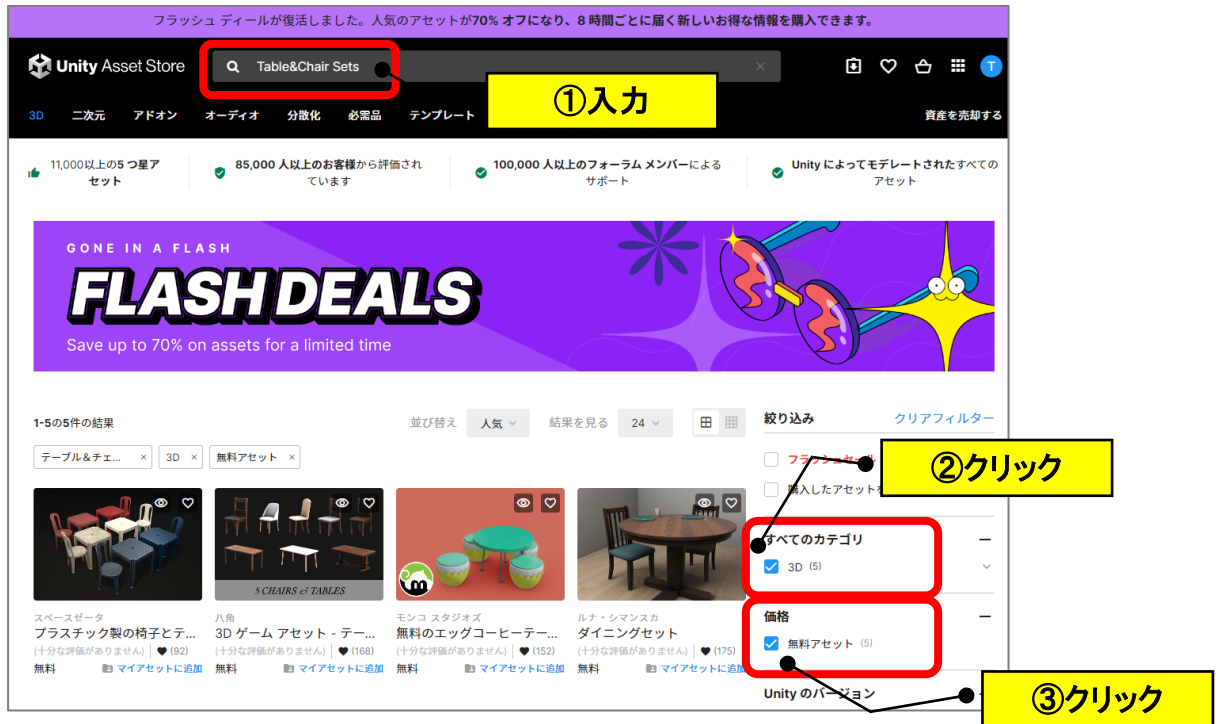 フラッシュ ディールが復活しました。人気のアセットが70% オフになり、8 時間ごとに届く新しいお得な情報を購入できます。
Unity Asset Store
Table&Chair Sets
×
T
①入力
3D 二次元 アドオン オーディオ 分散化 必需品 テンプレート
資産を売却する
11,000以上の5 つ星アセット
85,000 人以上のお客様から評価されています
100,000 人以上のフォーラム メンバーによるサポート
Unity によってモデレートされたすべてのアセット
GONE IN A FLASH
FLASH DEALS
Save up to 70% on assets for a limited time
1-5の5件の結果
並び替え 人気
結果を見る 24
絞り込み クリアフィルター
テーブル＆チェ... × 3D × 無料アセット ×
フラッシュセール
②クリック
購入したアセットを
5 CHAIRS & TABLES
すべてのカテゴリ
3D (5)
価格
無料アセット (5)
Unity のバージョン
③クリック
スペースゼータ
プラスチック製の椅子とテ...
(十分な評価がありません) (92)
無料 マイアセットに追加
八角
3D ゲーム アセット - テー...
(十分な評価がありません) (168)
無料 マイアセットに追加
モンコ スタジオズ
無料のエッグコーヒーテー...
(十分な評価がありません) (152)
無料 マイアセットに追加
ルナ・シマンスカ
ダイニングセット
(十分な評価がありません) (175)
無料 マイアセットに追加